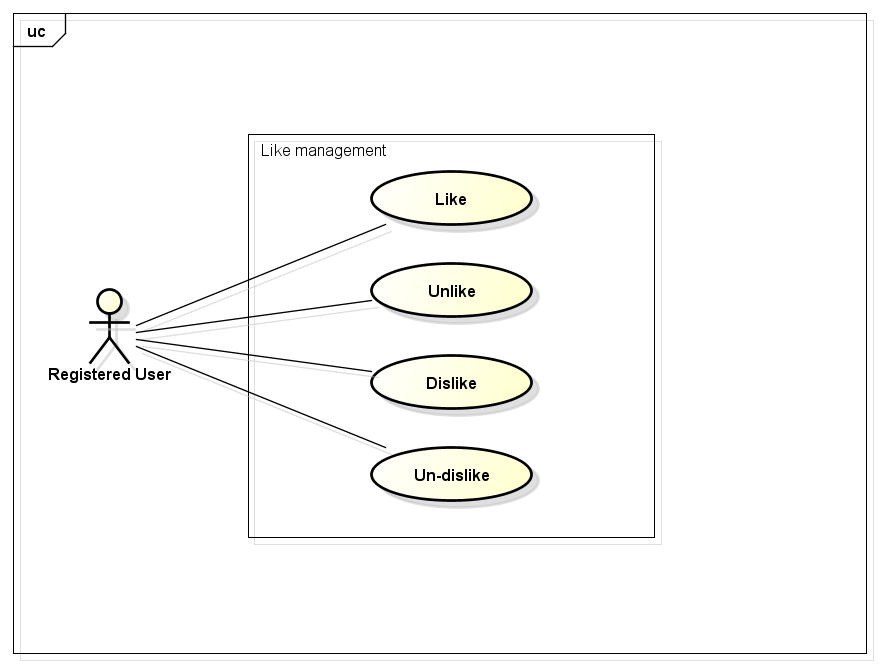 uc
Like management
Like
Unlike
Dislike
Un-dislike
Registered User